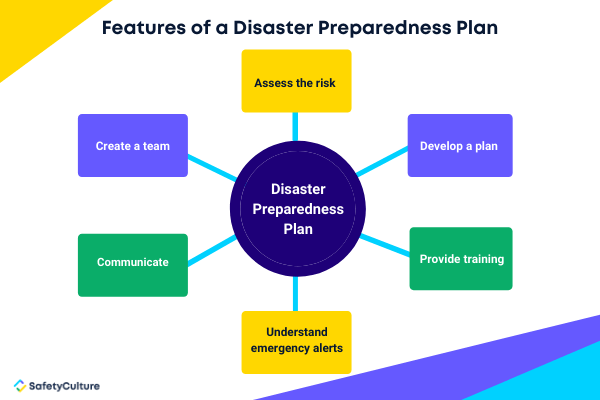 Features of a Disaster Preparedness Plan
Assess the risk
Create a team
Develop a plan
Disaster
Preparedness
Plan
Communicate
Provide training
Understand
emergency alerts
SafetyCulture